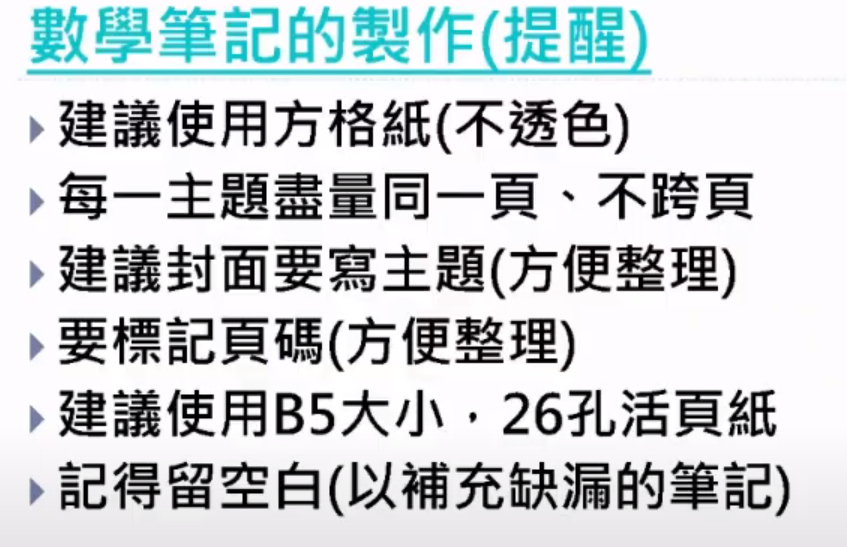 數學筆記的製作(提醒)
建議使用方格紙(不透色)
每一主題盡量同一頁、不跨頁
建議封面要寫主題(方便整理)
要標記頁碼(方便整理)
建議使用B5大小，26孔活頁紙
記得留空白(以補充缺漏的筆記)